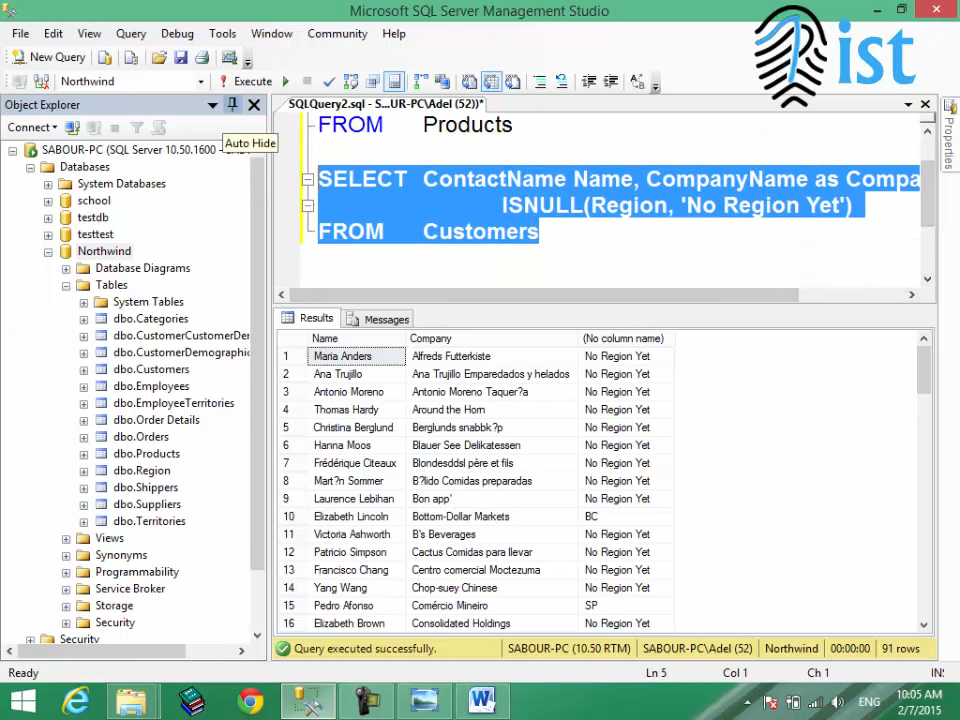 Microsoft SQL Server Management Studio
File Edit View Query Debug Tools Window Community Help
New Query
Northwind Execute
ist
Object Explorer
SQLQuery2.sql - S...UR-PC\Adel (52))*
Properties
Connect
Auto Hide
FROM Products
SELECT ContactName Name, CompanyName as Compa
ISNULL(Region, 'No Region Yet')
FROM Customers
SABOUR-PC (SQL Server 10.50.1600
Databases
System Databases
school
testdb
testtest
Northwind
Database Diagrams
Tables
System Tables
dbo.Categories
dbo.CustomerCustomerDer
dbo.CustomerDemographic
dbo.Customers
dbo.Employees
dbo.EmployeeTerritories
dbo.Order Details
dbo.Orders
dbo.Products
dbo.Region
dbo.Shippers
dbo.Suppliers
dbo.Territories
Views
Synonyms
Programmability
Service Broker
Storage
Security
Security
Results Messages
Name Company (No column name)
1 Maria Anders Alfreds Futterkiste No Region Yet
2 Ana Trujillo Ana Trujillo Emparedados y helados No Region Yet
3 Antonio Moreno Antonio Moreno Taquer?a No Region Yet
4 Thomas Hardy Around the Horn No Region Yet
5 Christina Berglund Berglunds snabbk?p No Region Yet
6 Hanna Moos Blauer See Delikatessen No Region Yet
7 Frédérique Citeaux Blondesddsl père et fils No Region Yet
8 Mart?n Sommer B?lido Comidas preparadas No Region Yet
9 Laurence Lebihan Bon app' No Region Yet
10 Elizabeth Lincoln Bottom-Dollar Markets BC
11 Victoria Ashworth B's Beverages No Region Yet
12 Patricio Simpson Cactus Comidas para llevar No Region Yet
13 Francisco Chang Centro comercial Moctezuma No Region Yet
14 Yang Wang Chop-suey Chinese No Region Yet
15 Pedro Afonso Comércio Mineiro SP
16 Elizabeth Brown Consolidated Holdings No Region Yet
Query executed successfully. SABOUR-PC (10.50 RTM) SABOUR-PC\Adel (52) Northwind 00:00:00 91 rows
Ready Ln 5 Col 1 Ch 1 INS
ENG 10:05 AM
2/7/2015